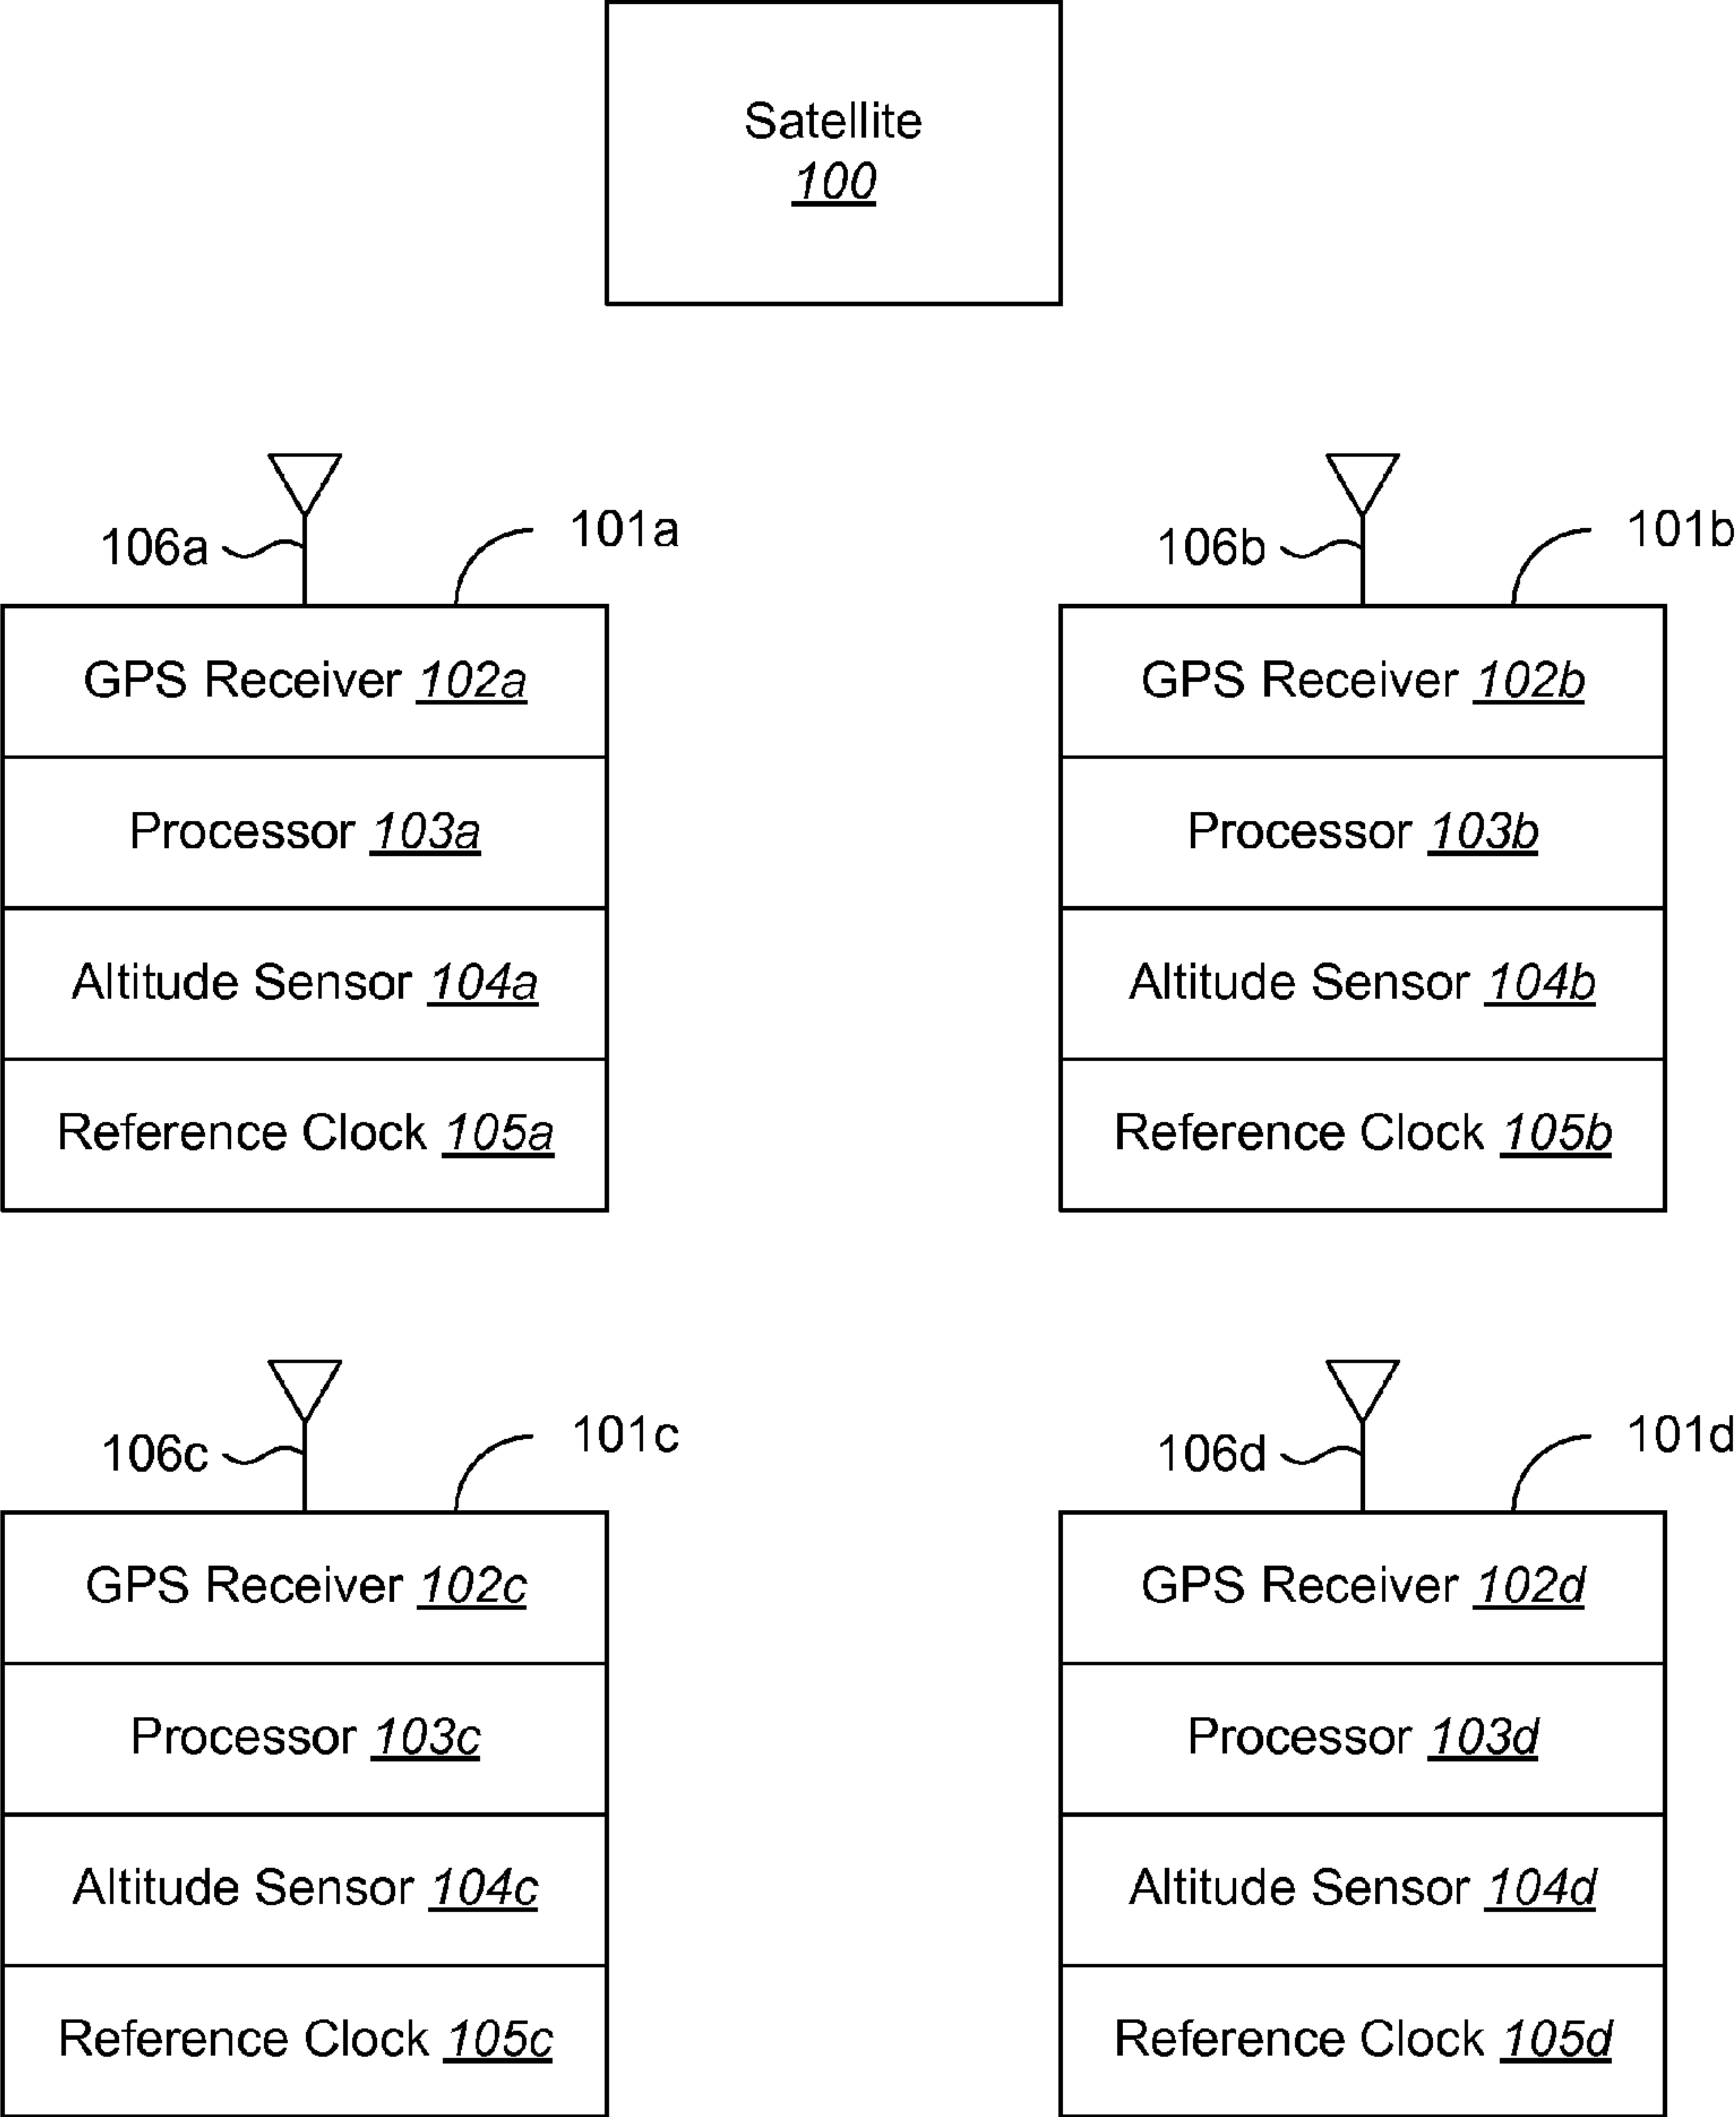 Satellite
100
106a
101a
GPS Receiver 102a
Processor 103a
Altitude Sensor 104a
Reference Clock 105a
106b
101b
GPS Receiver 102b
Processor 103b
Altitude Sensor 104b
Reference Clock 105b
106c
101c
GPS Receiver 102c
Processor 103c
Altitude Sensor 104c
Reference Clock 105c
106d
101d
GPS Receiver 102d
Processor 103d
Altitude Sensor 104d
Reference Clock 105d